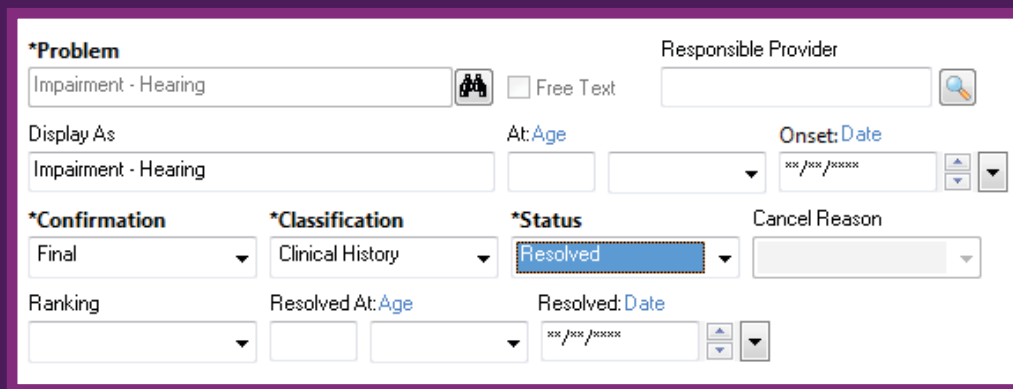 *Problem Responsible Provider
Impairment - Hearing Free Text
Display As At:Age Onset:Date
Impairment - Hearing **/**/****
*Confirmation *Classification *Status Cancel Reason
Final Clinical History Resolved
Ranking Resolved At:Age Resolved:Date
**/**/****